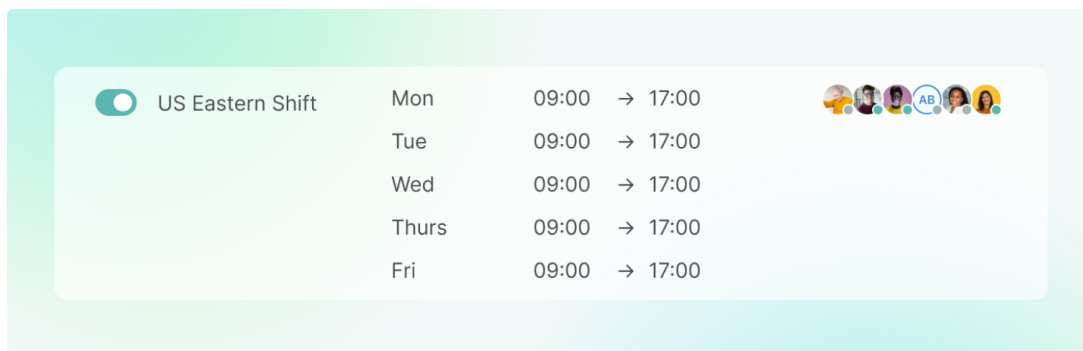 US Eastern Shift Mon 09:00 → 17:00 AB
Tue 09:00 → 17:00
Wed 09:00 → 17:00
Thurs 09:00 → 17:00
Fri 09:00 → 17:00